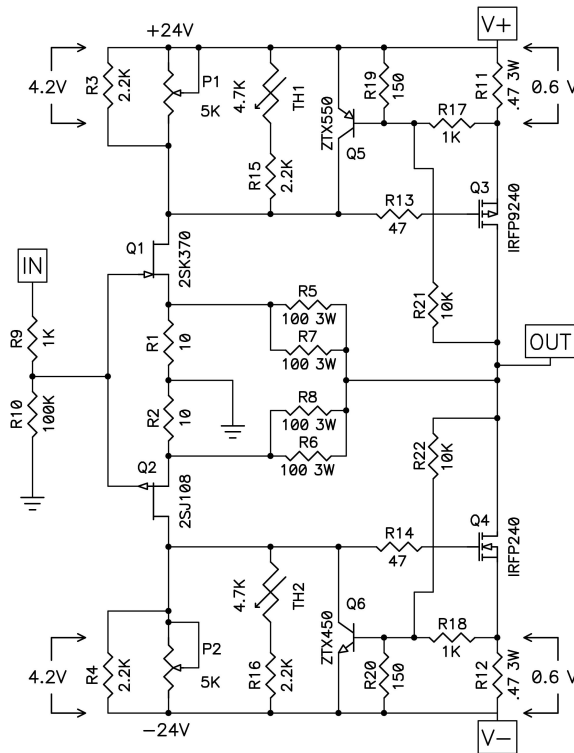 +24V
V+
4.2V
R3
2.2K
P1
5K
4.7K
TH1
R15
2.2K
ZTX550
Q5
R19
150
R17
1K
R11
.47 3W
0.6 V
R13
47
Q3
IRFP9240
Q1
2SK370
IN
R9
1K
R10
100K
R1
10
R2
10
R5
100 3W
R7
100 3W
R8
100 3W
R6
100 3W
R21
10K
OUT
R22
10K
Q2
2SJ108
R14
47
Q4
IRFP240
4.7K
TH2
Q6
ZTX450
R18
1K
4.2V
R4
2.2K
P2
5K
R16
2.2K
R20
150
R12
.47 3W
0.6 V
-24V
V-